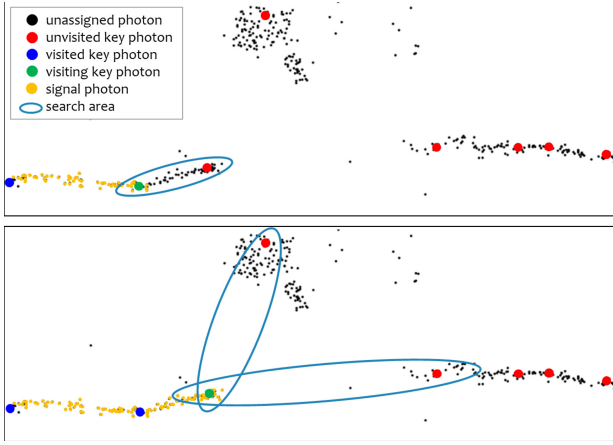 unassigned photon
unvisited key photon
visited key photon
visiting key photon
signal photon
search area